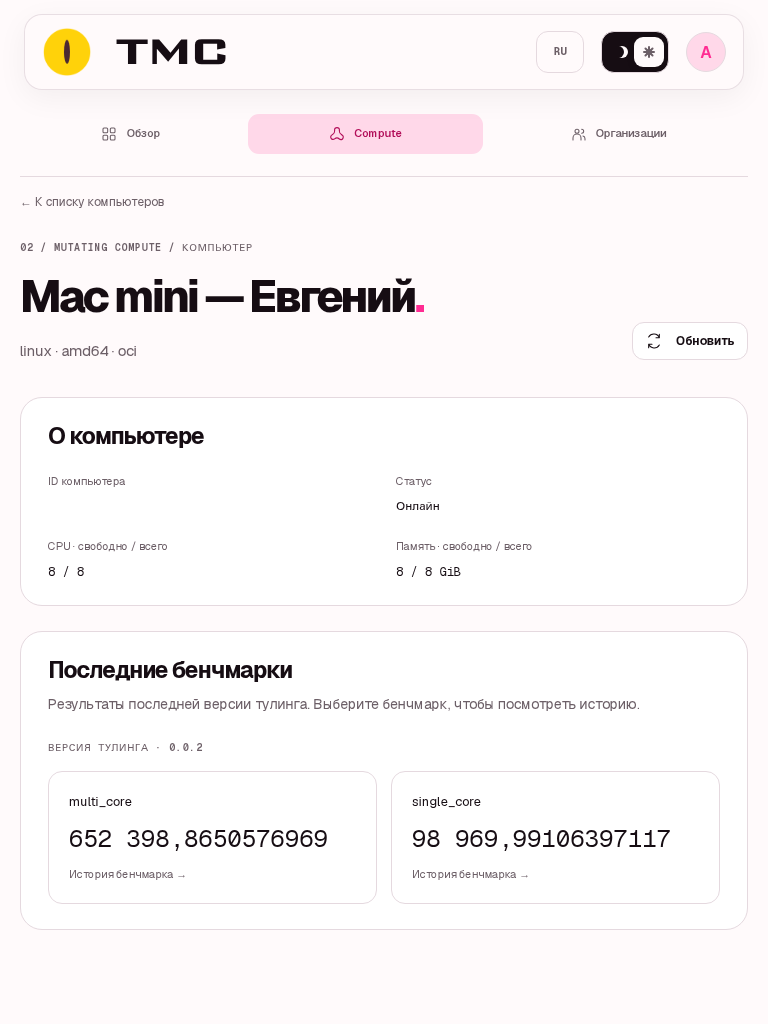 TMC
RU
A
Обзор
Compute
Организации
← К списку компьютеров
02 / MUTATING COMPUTE / КОМПЬЮТЕР
Mac mini — Евгений.
linux · amd64 · oci
Обновить
О компьютере
ID компьютера
Статус
Онлайн
CPU · свободно / всего
Память · свободно / всего
8 / 8
8 / 8 GiB
Последние бенчмарки
Результаты последней версии тулинга. Выберите бенчмарк, чтобы посмотреть историю.
ВЕРСИЯ ТУЛИНГА · 0.0.2
multi_core
single_core
652 398,8650576969
98 969,99106397117
История бенчмарка →
История бенчмарка →